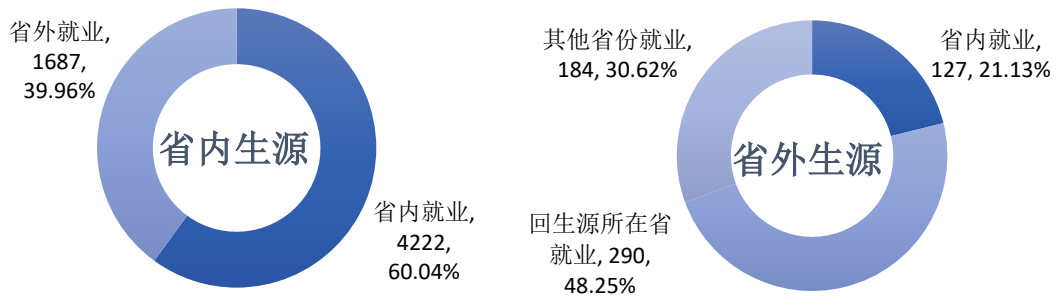 省外就业,
1687,
39.96%
省内生源
省内就业,
4222,
60.04%
其他省份就业,
184, 30.62%
省内就业,
127, 21.13%
省外生源
回生源所在省
就业, 290,
48.25%